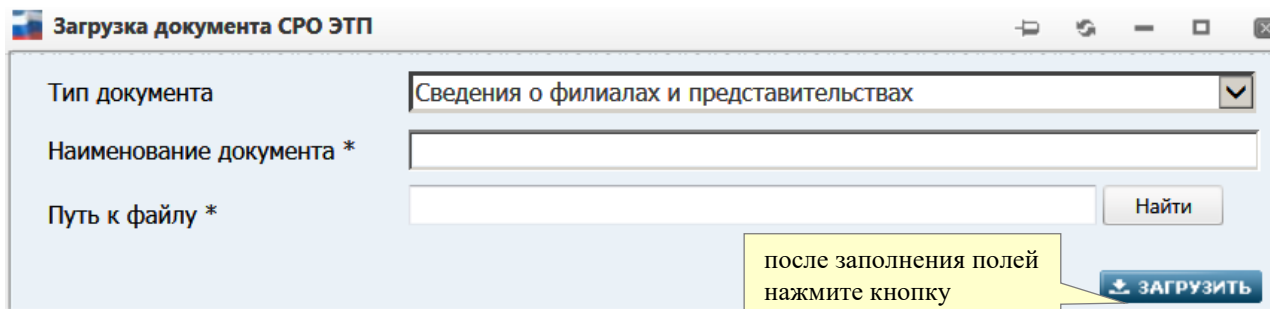 Загрузка документа СРО ЭТП
Тип документа
Сведения о филиалах и представительствах
Наименование документа *
Путь к файлу *
Найти
после заполнения полей
нажмите кнопку
ЗАГРУЗИТЬ